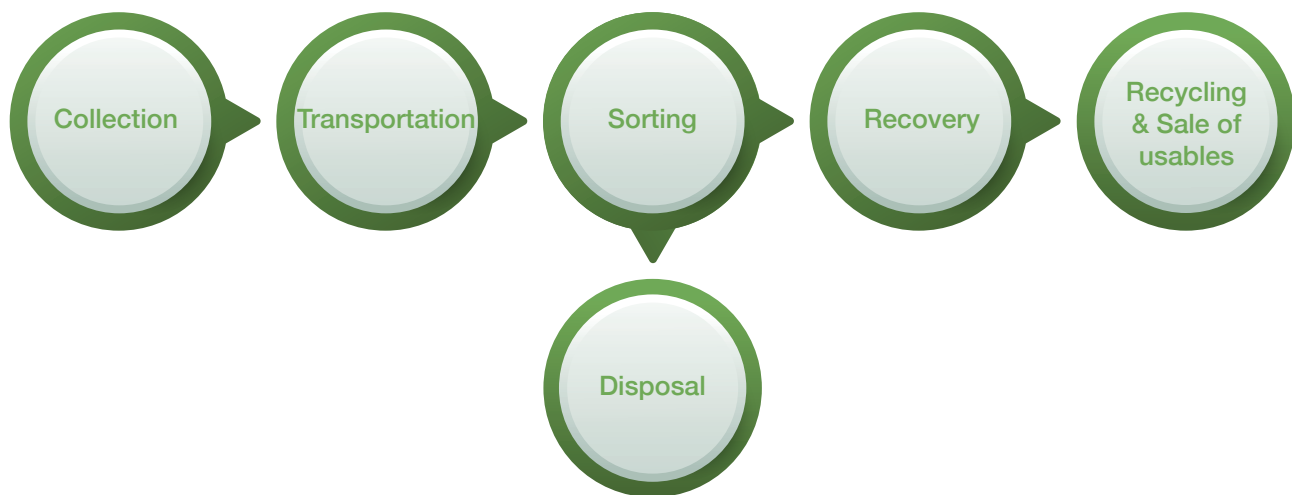 Collection
Transportation
Sorting
Recovery
Recycling
& Sale of
usables
Disposal